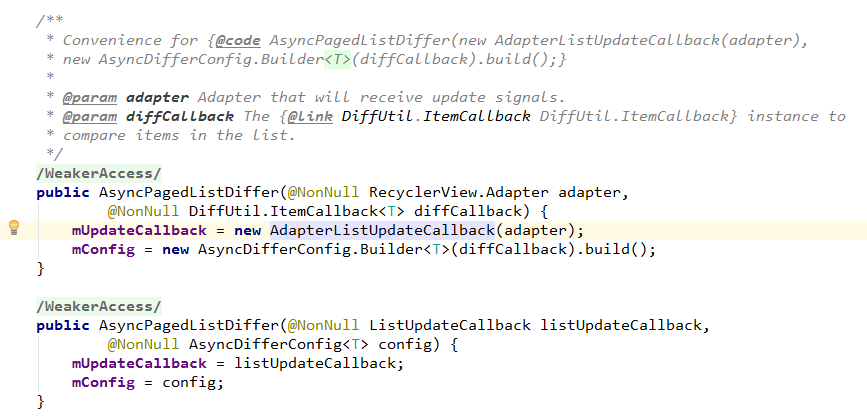 /**
 * Convenience for {@code AsyncPagedListDiffer(new AdapterListUpdateCallback(adapter),
 * new AsyncDifferConfig.Builder<T>(diffCallback).build();}
 *
 * @param adapter Adapter that will receive update signals.
 * @param diffCallback The {@link DiffUtil.ItemCallback DiffUtil.ItemCallback} instance to
 * compare items in the list.
 */
/WeakerAccess/
public AsyncPagedListDiffer(@NonNull RecyclerView.Adapter adapter,
        @NonNull DiffUtil.ItemCallback<T> diffCallback) {
    mUpdateCallback = new AdapterListUpdateCallback(adapter);
    mConfig = new AsyncDifferConfig.Builder<T>(diffCallback).build();
}

/WeakerAccess/
public AsyncPagedListDiffer(@NonNull ListUpdateCallback listUpdateCallback,
        @NonNull AsyncDifferConfig<T> config) {
    mUpdateCallback = listUpdateCallback;
    mConfig = config;
}